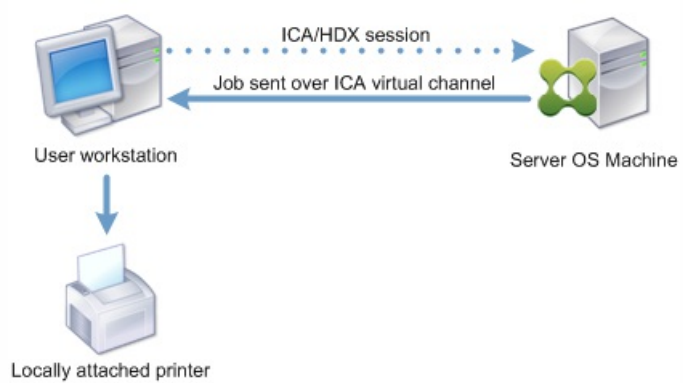 ICA/HDX session
Job sent over ICA virtual channel
User workstation
Server OS Machine
Locally attached printer